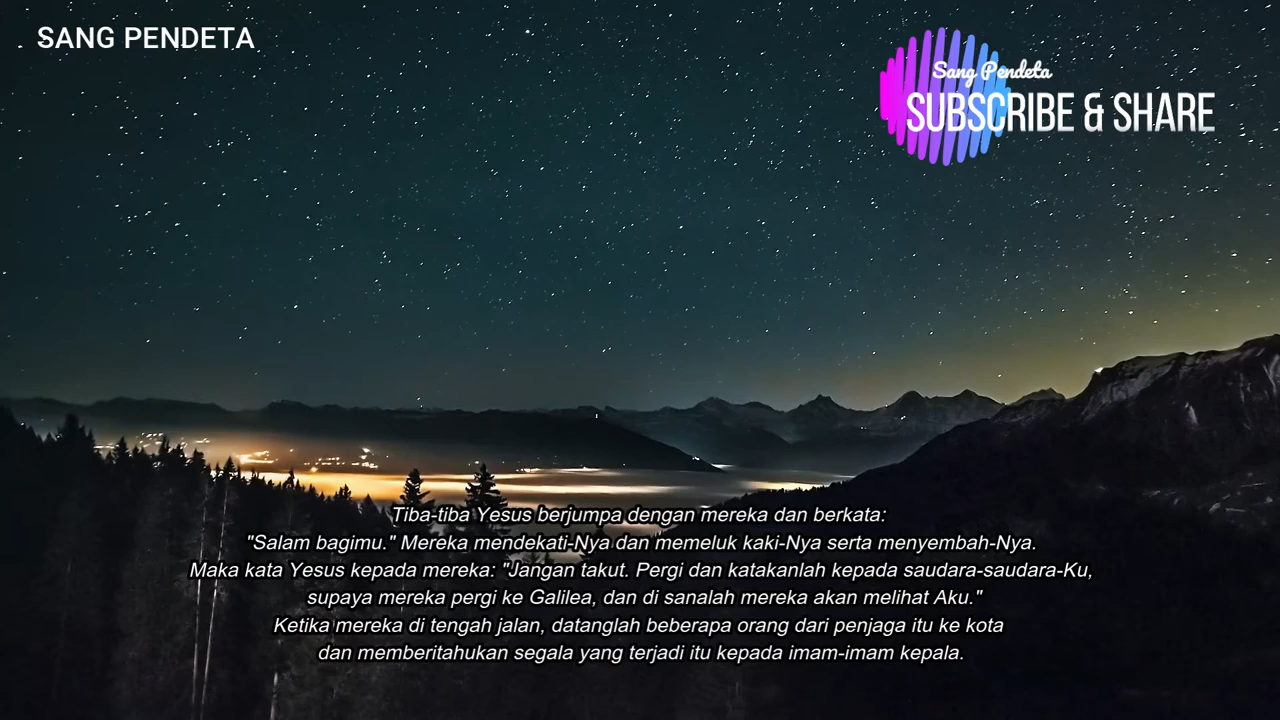 SANG PENDETA
Sang Pendeta
SUBSCRIBE & SHARE
Tiba-tiba Yesus berjumpa dengan mereka dan berkata:
"Salam bagimu." Mereka mendekati-Nya dan memeluk kaki-Nya serta menyembah-Nya.
Maka kata Yesus kepada mereka: "Jangan takut. Pergi dan katakanlah kepada saudara-saudara-Ku,
supaya mereka pergi ke Galilea, dan di sanalah mereka akan melihat Aku."
Ketika mereka di tengah jalan, datanglah beberapa orang dari penjaga itu ke kota
dan memberitahukan segala yang terjadi itu kepada imam-imam kepala.